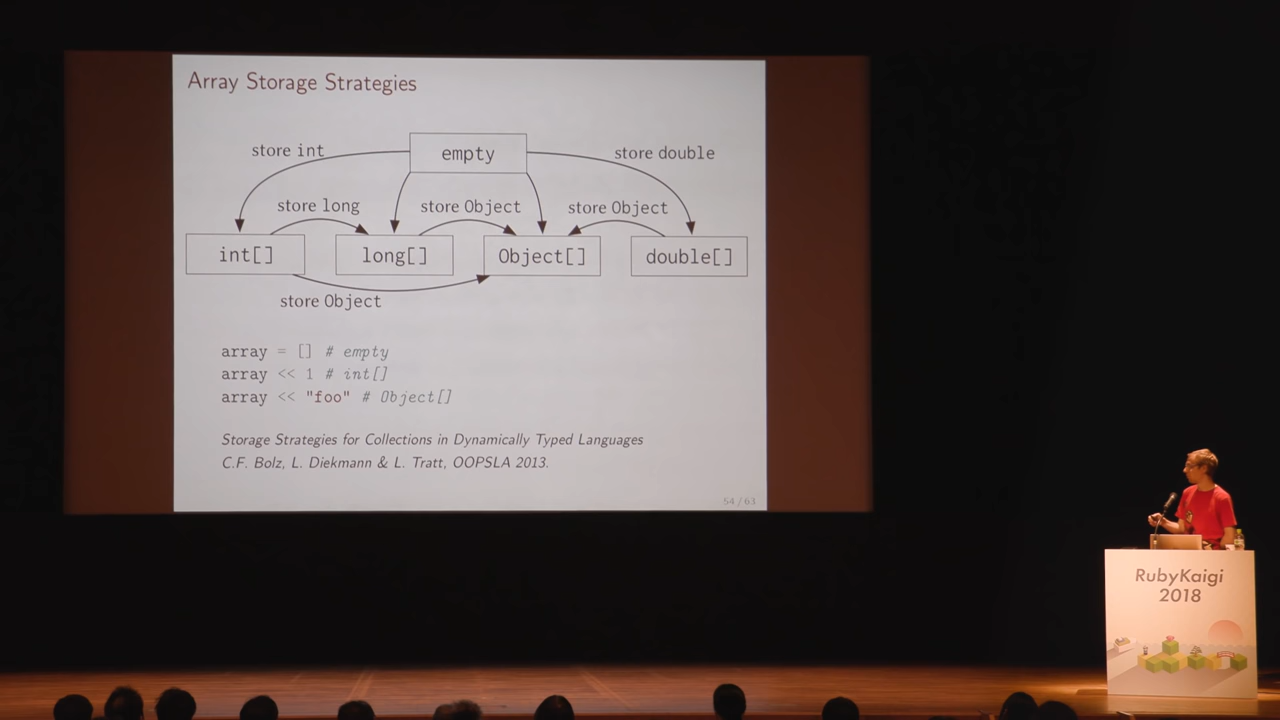 Array Storage Strategies
store int
empty
store double
store long
store Object
store Object
int[]
long[]
Object[]
double[]
store Object
array = [] # empty
array << 1 # int[]
array << "foo" # Object[]
Storage Strategies for Collections in Dynamically Typed Languages
C.F. Bolz, L. Diekmann & L. Tratt, OOPSLA 2013.
54 / 63
RubyKaigi
2018